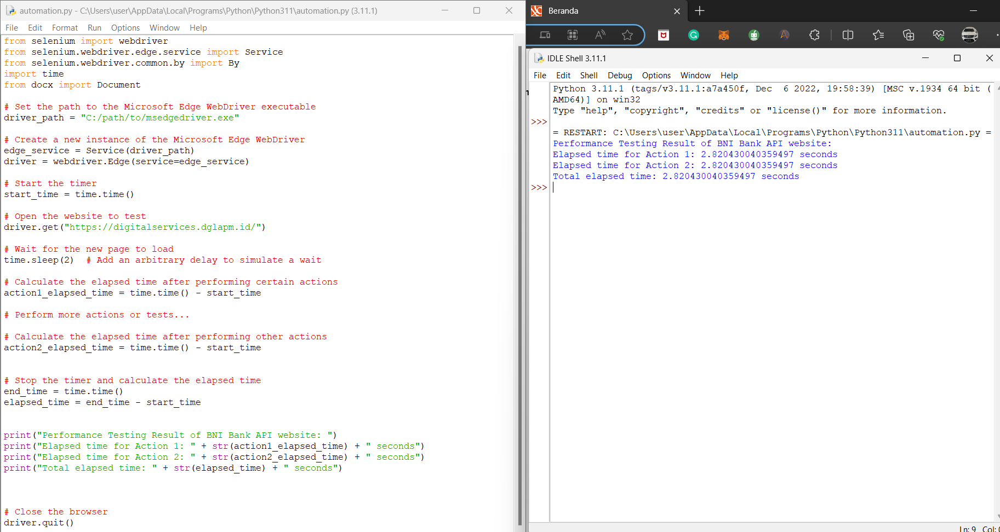 automation.py - C:\Users\user\AppData\Local\Programs\Python\Python311\automation.py (3.11.1)
File Edit Format Run Options Window Help
from selenium import webdriver
from selenium.webdriver.edge.service import Service
from selenium.webdriver.common.by import By
import time
from docx import Document
# Set the path to the Microsoft Edge WebDriver executable
driver_path = "C:/path/to/msedgedriver.exe"
# Create a new instance of the Microsoft Edge WebDriver
edge_service = Service(driver_path)
driver = webdriver.Edge(service=edge_service)
# Start the timer
start_time = time.time()
# Open the website to test
driver.get("https://digitalservices.dglapm.id/")
# Wait for the new page to load
time.sleep(2)  # Add an arbitrary delay to simulate a wait
# Calculate the elapsed time after performing certain actions
action1_elapsed_time = time.time() - start_time
# Perform more actions or tests...
# Calculate the elapsed time after performing other actions
action2_elapsed_time = time.time() - start_time
# Stop the timer and calculate the elapsed time
end_time = time.time()
elapsed_time = end_time - start_time
print("Performance Testing Result of BNI Bank API website: ")
print("Elapsed time for Action 1: " + str(action1_elapsed_time) + " seconds")
print("Elapsed time for Action 2: " + str(action2_elapsed_time) + " seconds")
print("Total elapsed time: " + str(elapsed_time) + " seconds")
# Close the browser
driver.quit()
Beranda
IDLE Shell 3.11.1
File Edit Shell Debug Options Window Help
Python 3.11.1 (tags/v3.11.1:a7a450f, Dec  6 2022, 19:58:39) [MSC v.1934 64 bit (
AMD64)] on win32
Type "help", "copyright", "credits" or "license()" for more information.
>>>
= RESTART: C:\Users\user\AppData\Local\Programs\Python\Python311\automation.py =
Performance Testing Result of BNI Bank API website:
Elapsed time for Action 1: 2.820430040359497 seconds
Elapsed time for Action 2: 2.820430040359497 seconds
Total elapsed time: 2.820430040359497 seconds
>>>
Ln: 9 Col: